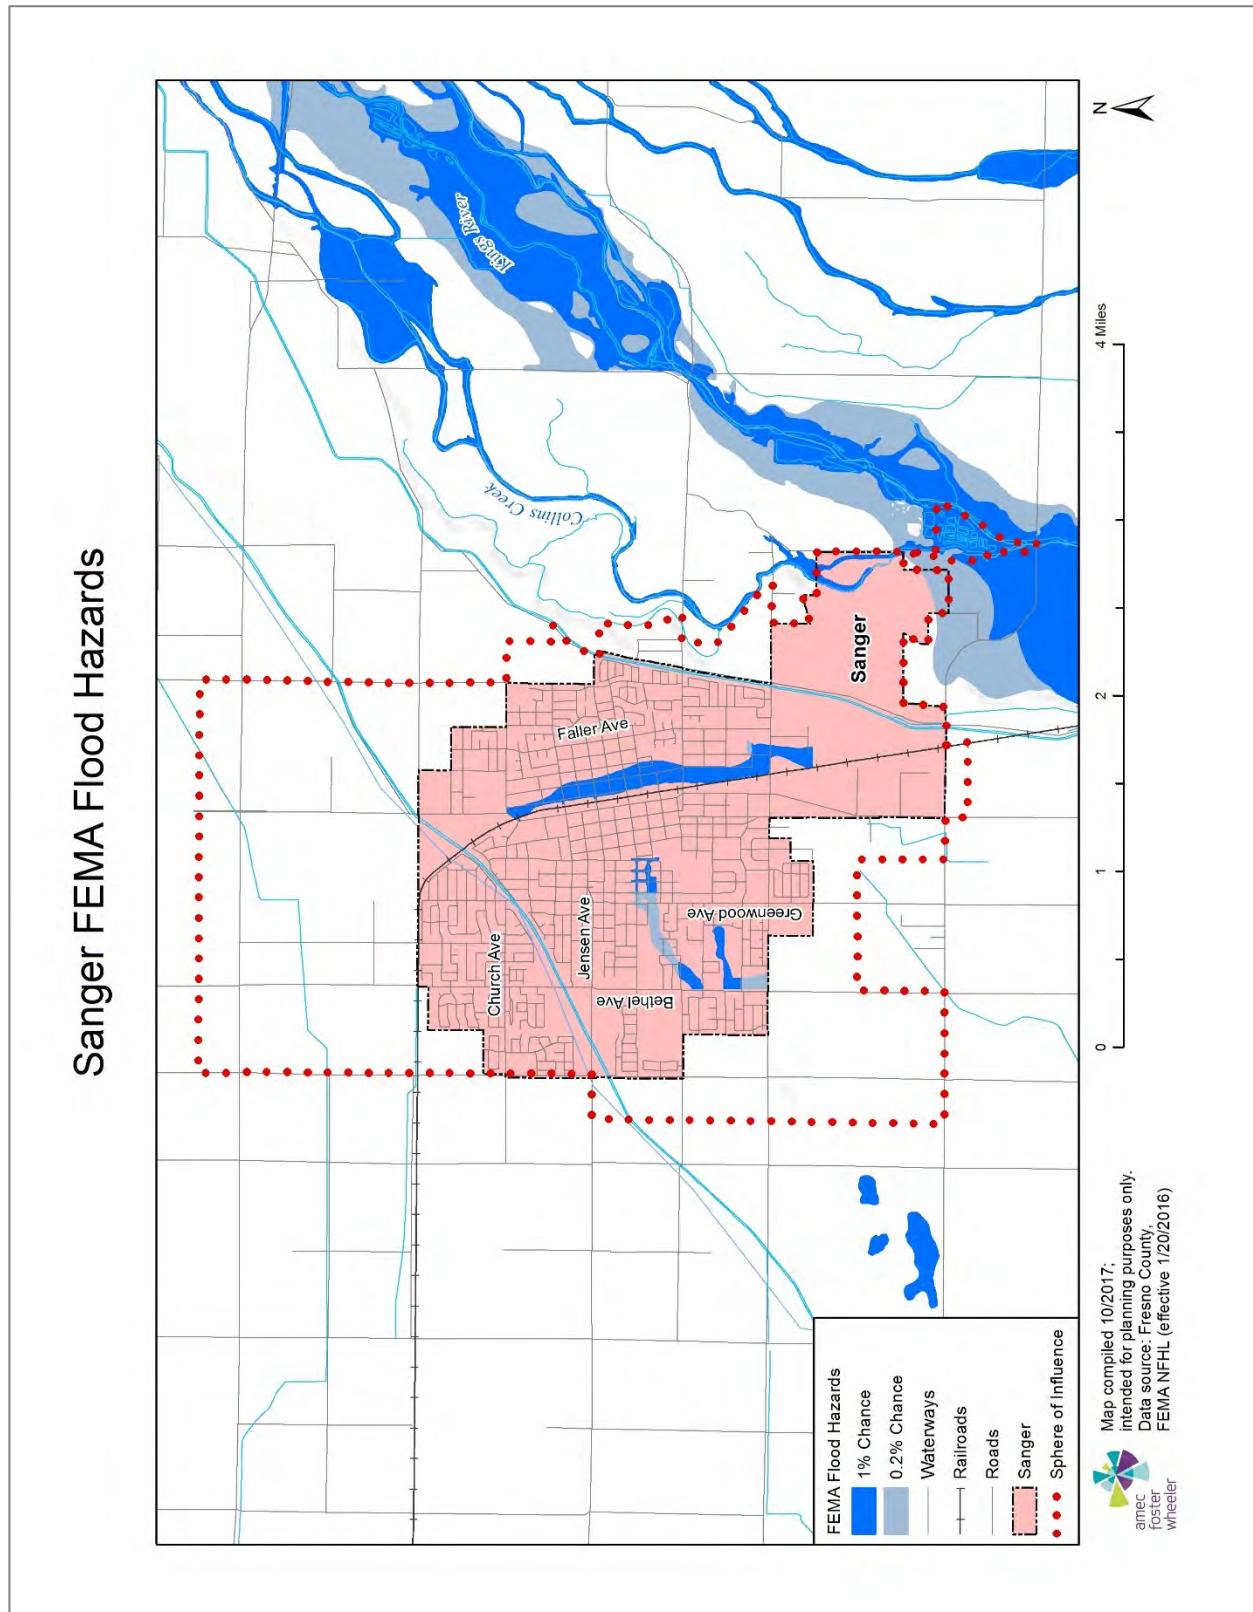 Sanger FEMA Flood Hazards
Kings River
Collins Creek
Sanger
Faller Ave
Church Ave
Jensen Ave
Bethel Ave
Greenwood Ave
FEMA Flood Hazards
1% Chance
0.2% Chance
Waterways
Railroads
Roads
Sanger
Sphere of Influence
N
0
1
2
4 Miles
amec
foster
wheeler
Map compiled 10/2017;
intended for planning purposes only.
Data source: Fresno County,
FEMA NFHL (effective 1/20/2016)